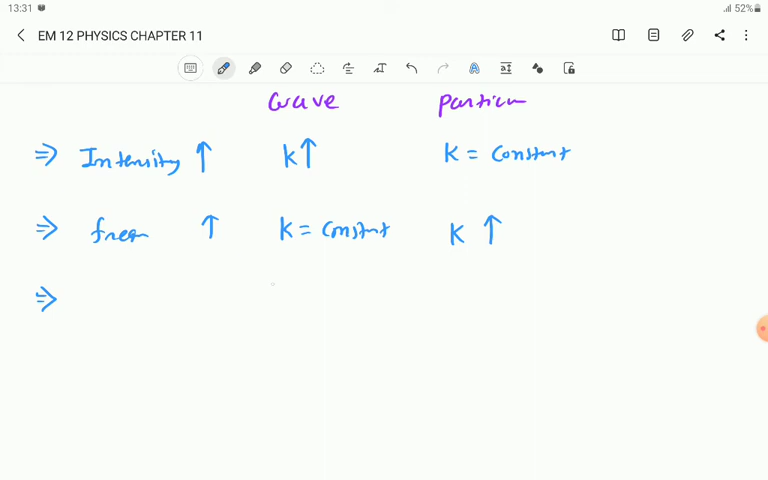 13:31 52%
EM 12 PHYSICS CHAPTER 11
wave particle
⇒ Intensity ↑ K↑ K = constant
⇒ freq ↑ K = constant K ↑
⇒